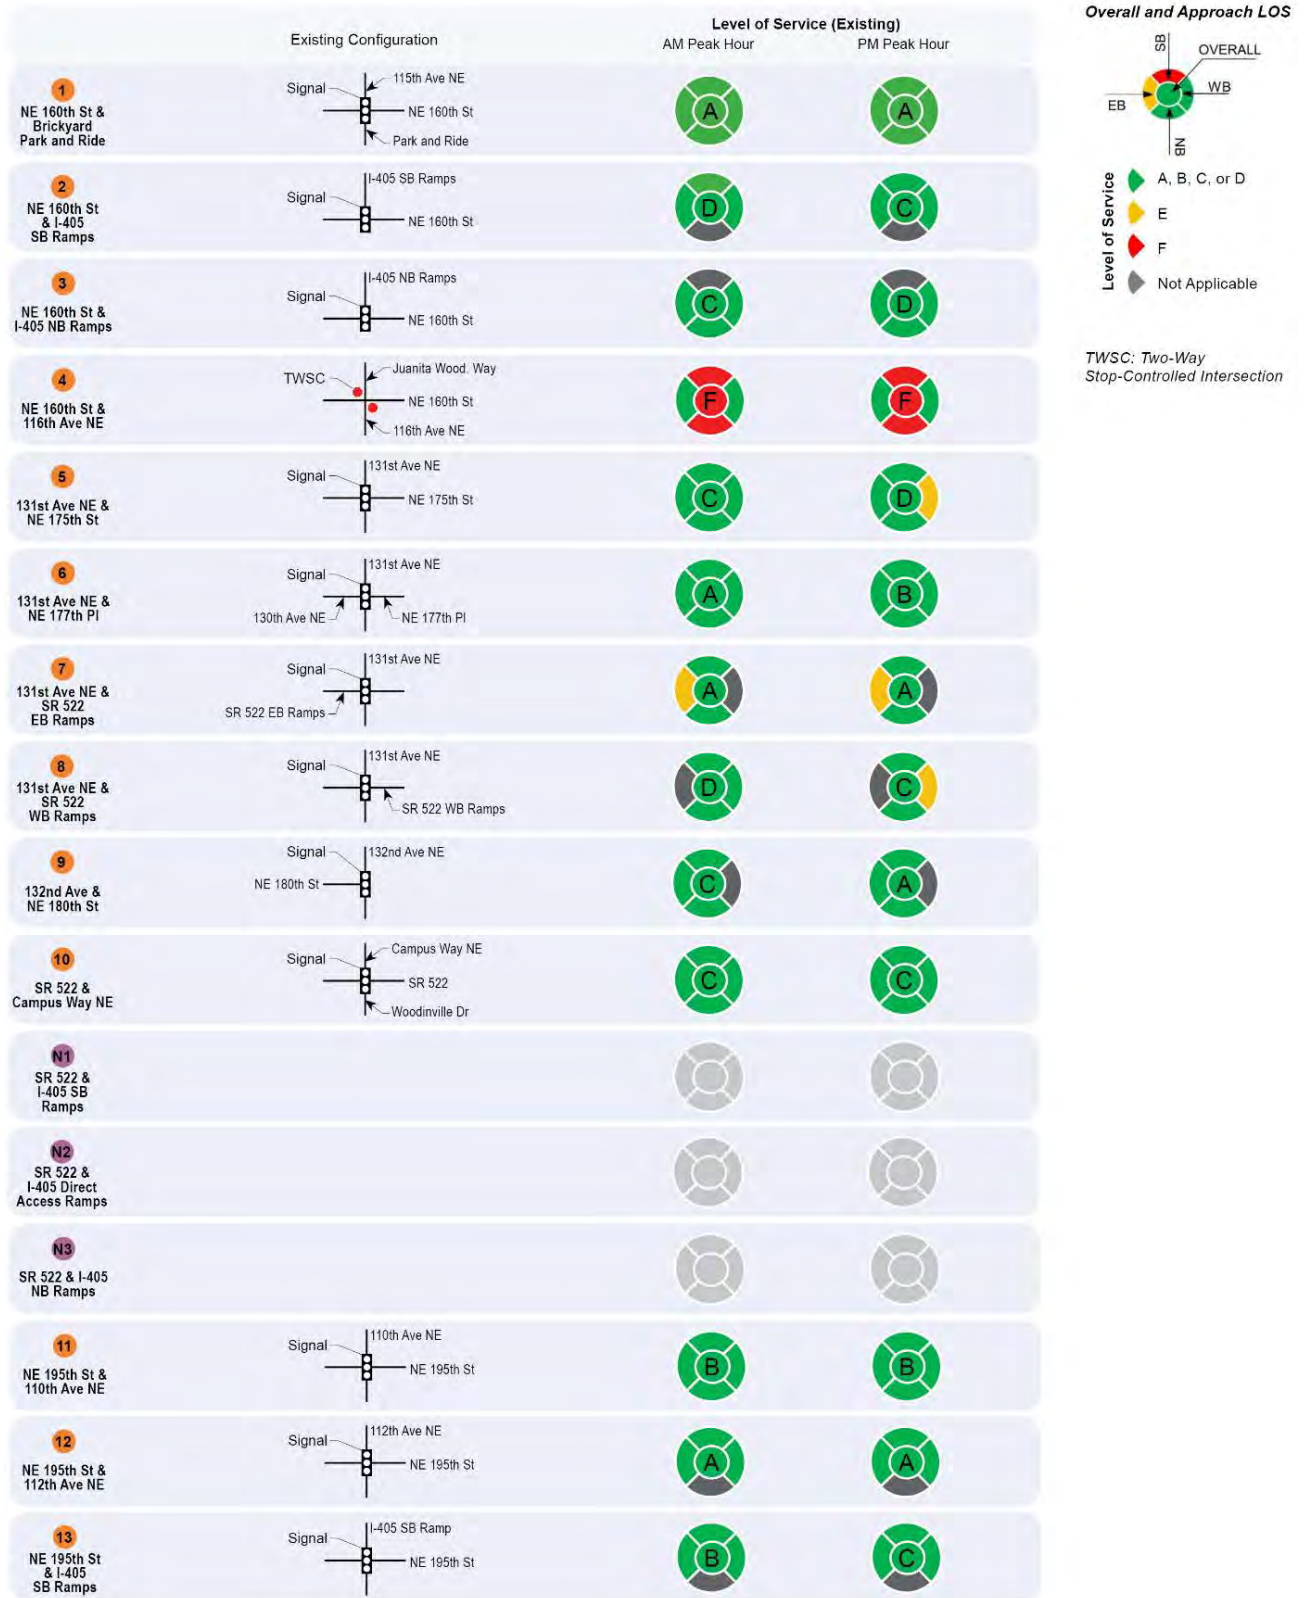 Level of Service (Existing)
Existing Configuration
AM Peak Hour
PM Peak Hour
1
NE 160th St &
Brickyard
Park and Ride
Signal
115th Ave NE
NE 160th St
Park and Ride
A
A
2
NE 160th St
& I-405
SB Ramps
Signal
I-405 SB Ramps
NE 160th St
D
C
3
NE 160th St &
I-405 NB Ramps
Signal
I-405 NB Ramps
NE 160th St
C
D
4
NE 160th St &
116th Ave NE
TWSC
Juanita Wood. Way
NE 160th St
116th Ave NE
F
F
5
131st Ave NE &
NE 175th St
Signal
131st Ave NE
NE 175th St
C
D
6
131st Ave NE &
NE 177th Pl
Signal
131st Ave NE
130th Ave NE
NE 177th Pl
A
B
7
131st Ave NE &
SR 522
EB Ramps
Signal
131st Ave NE
SR 522 EB Ramps
A
A
8
131st Ave NE &
SR 522
WB Ramps
Signal
131st Ave NE
SR 522 WB Ramps
D
C
9
132nd Ave &
NE 180th St
Signal
132nd Ave NE
NE 180th St
C
A
10
SR 522 &
Campus Way NE
Signal
Campus Way NE
SR 522
Woodinville Dr
C
C
N1
SR 522 &
I-405 SB
Ramps
N2
SR 522 &
I-405 Direct
Access Ramps
N3
SR 522 & I-405
NB Ramps
11
NE 195th St &
110th Ave NE
Signal
110th Ave NE
NE 195th St
B
B
12
NE 195th St &
112th Ave NE
Signal
112th Ave NE
NE 195th St
A
A
13
NE 195th St
& I-405
SB Ramps
Signal
I-405 SB Ramp
NE 195th St
B
C
Overall and Approach LOS
SB
OVERALL
EB
WB
NB
Level of Service
A, B, C, or D
E
F
Not Applicable
TWSC: Two-Way
Stop-Controlled Intersection